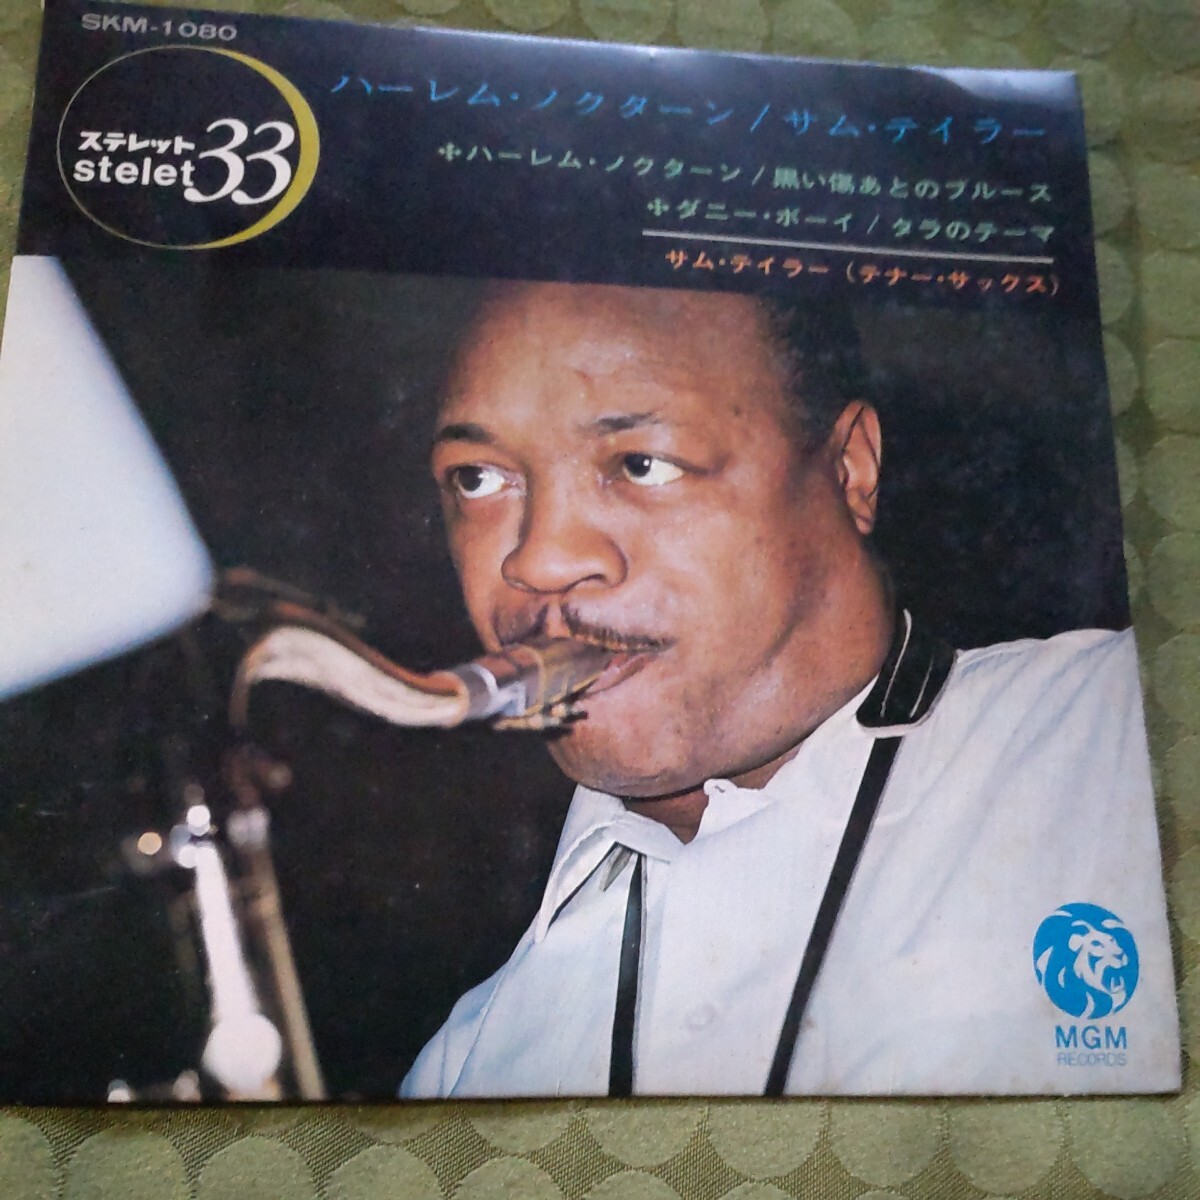 SKM-1080
ステレット
stelet 33
ハーレム・ノクターン/サム・テイラー
✣ハーレム・ノクターン/黒い傷あとのブルース
✣ダニー・ボーイ/タラのテーマ
サム・テイラー(テナー・サックス)
MGM
RECORDS